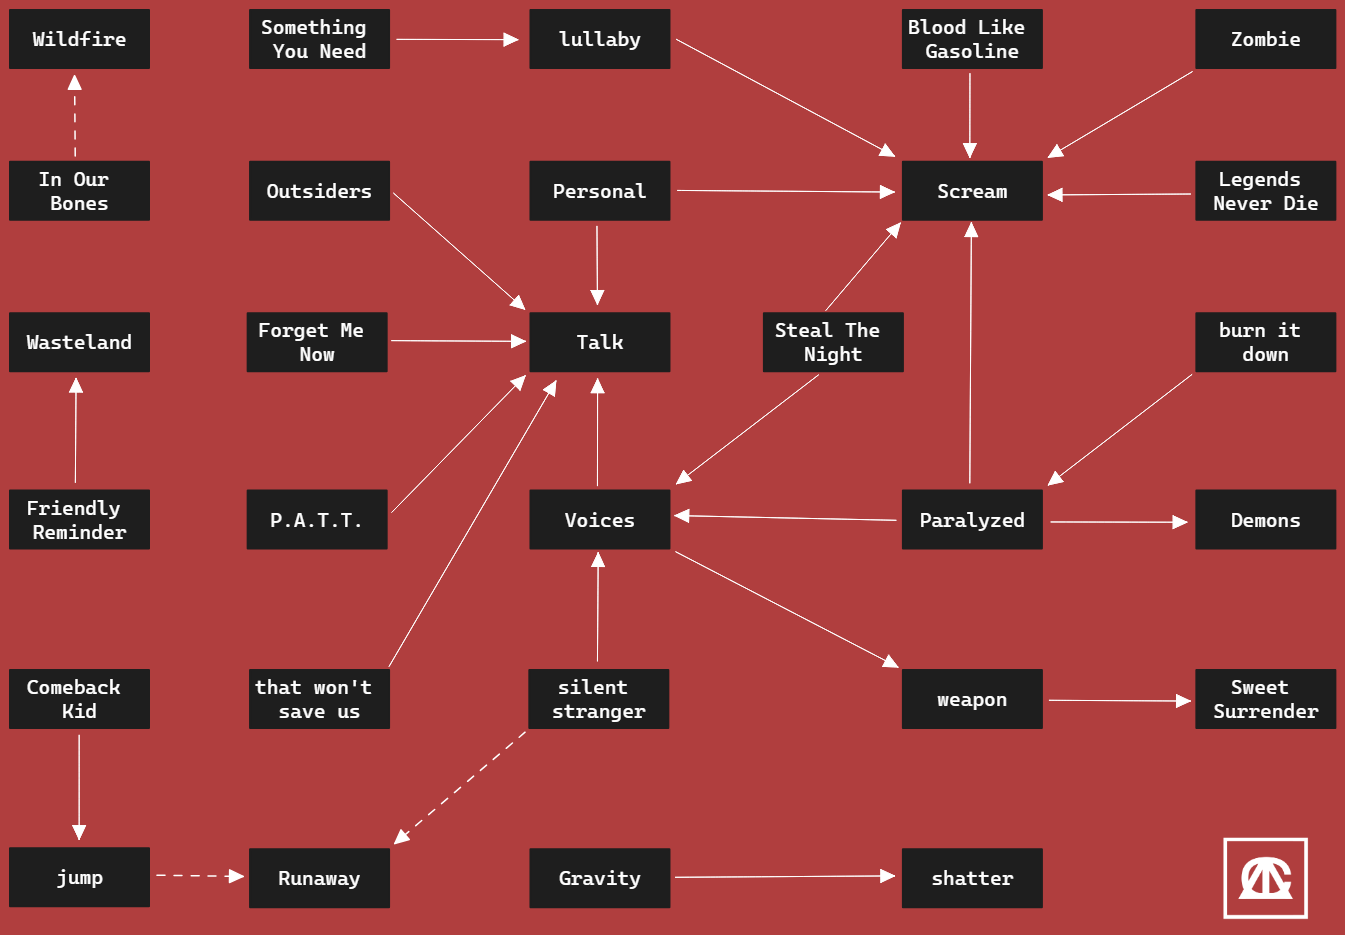 Wildfire
Something
You Need
lullaby
Blood Like
Gasoline
Zombie
In Our
Bones
Outsiders
Personal
Scream
Legends
Never Die
Wasteland
Forget Me
Now
Talk
Steal The
Night
burn it
down
Friendly
Reminder
P.A.T.T.
Voices
Paralyzed
Demons
Comeback
Kid
that won't
save us
silent
stranger
weapon
Sweet
Surrender
jump
Runaway
Gravity
shatter